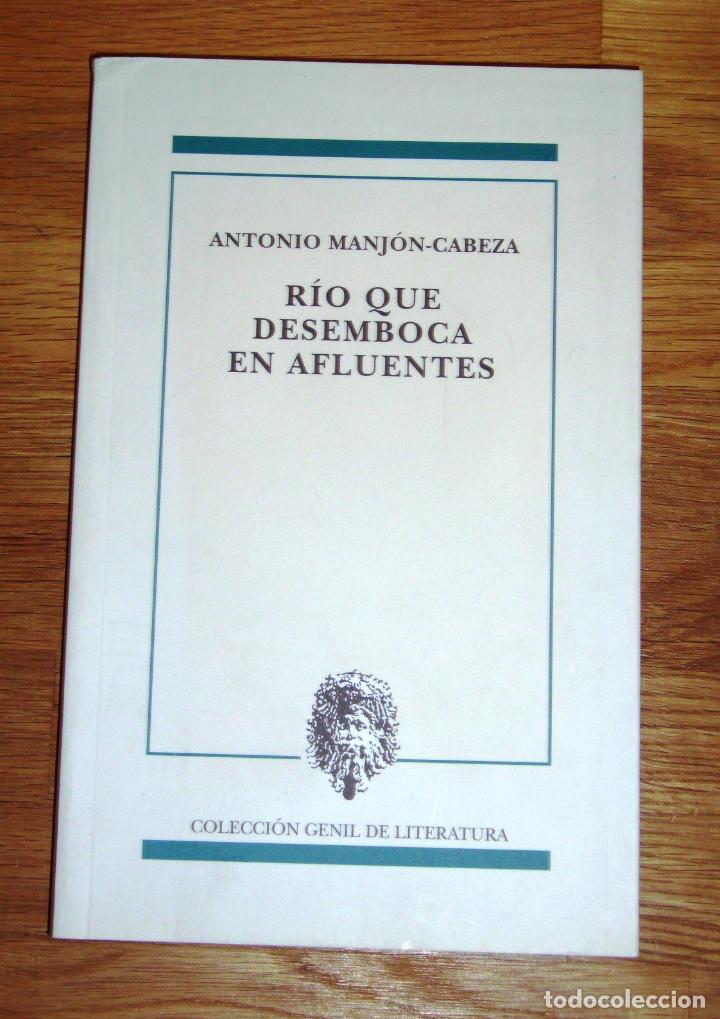 ANTONIO MANJÓN-CABEZA
RÍO QUE
DESEMBOCA
EN AFLUENTES
COLECCIÓN GENIL DE LITERATURA
todocoleccion